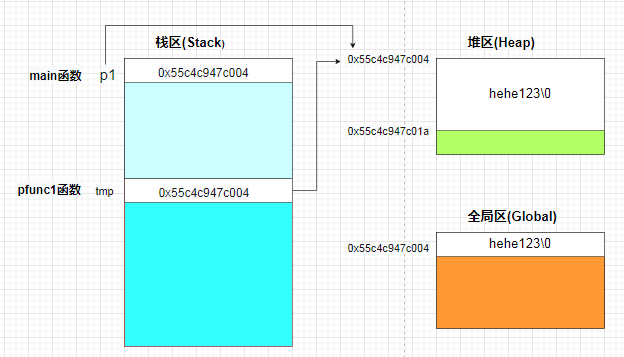 栈区(Stack)
堆区(Heap)
main函数 p1 0x55c4c947c004
0x55c4c947c004
hehe123\0
0x55c4c947c01a
pfunc1函数 tmp 0x55c4c947c004
全局区(Global)
0x55c4c947c004
hehe123\0